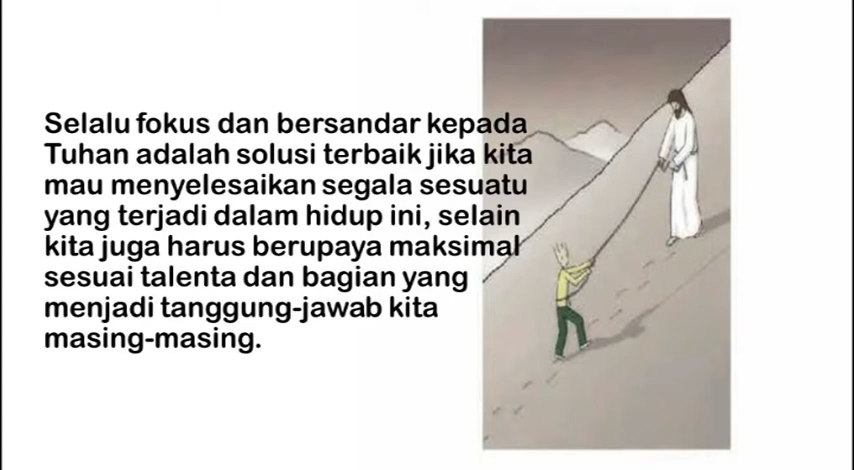 Selalu fokus dan bersandar kepada
Tuhan adalah solusi terbaik jika kita
mau menyelesaikan segala sesuatu
yang terjadi dalam hidup ini, selain
kita juga harus berupaya maksimal
sesuai talenta dan bagian yang
menjadi tanggung-jawab kita
masing-masing.